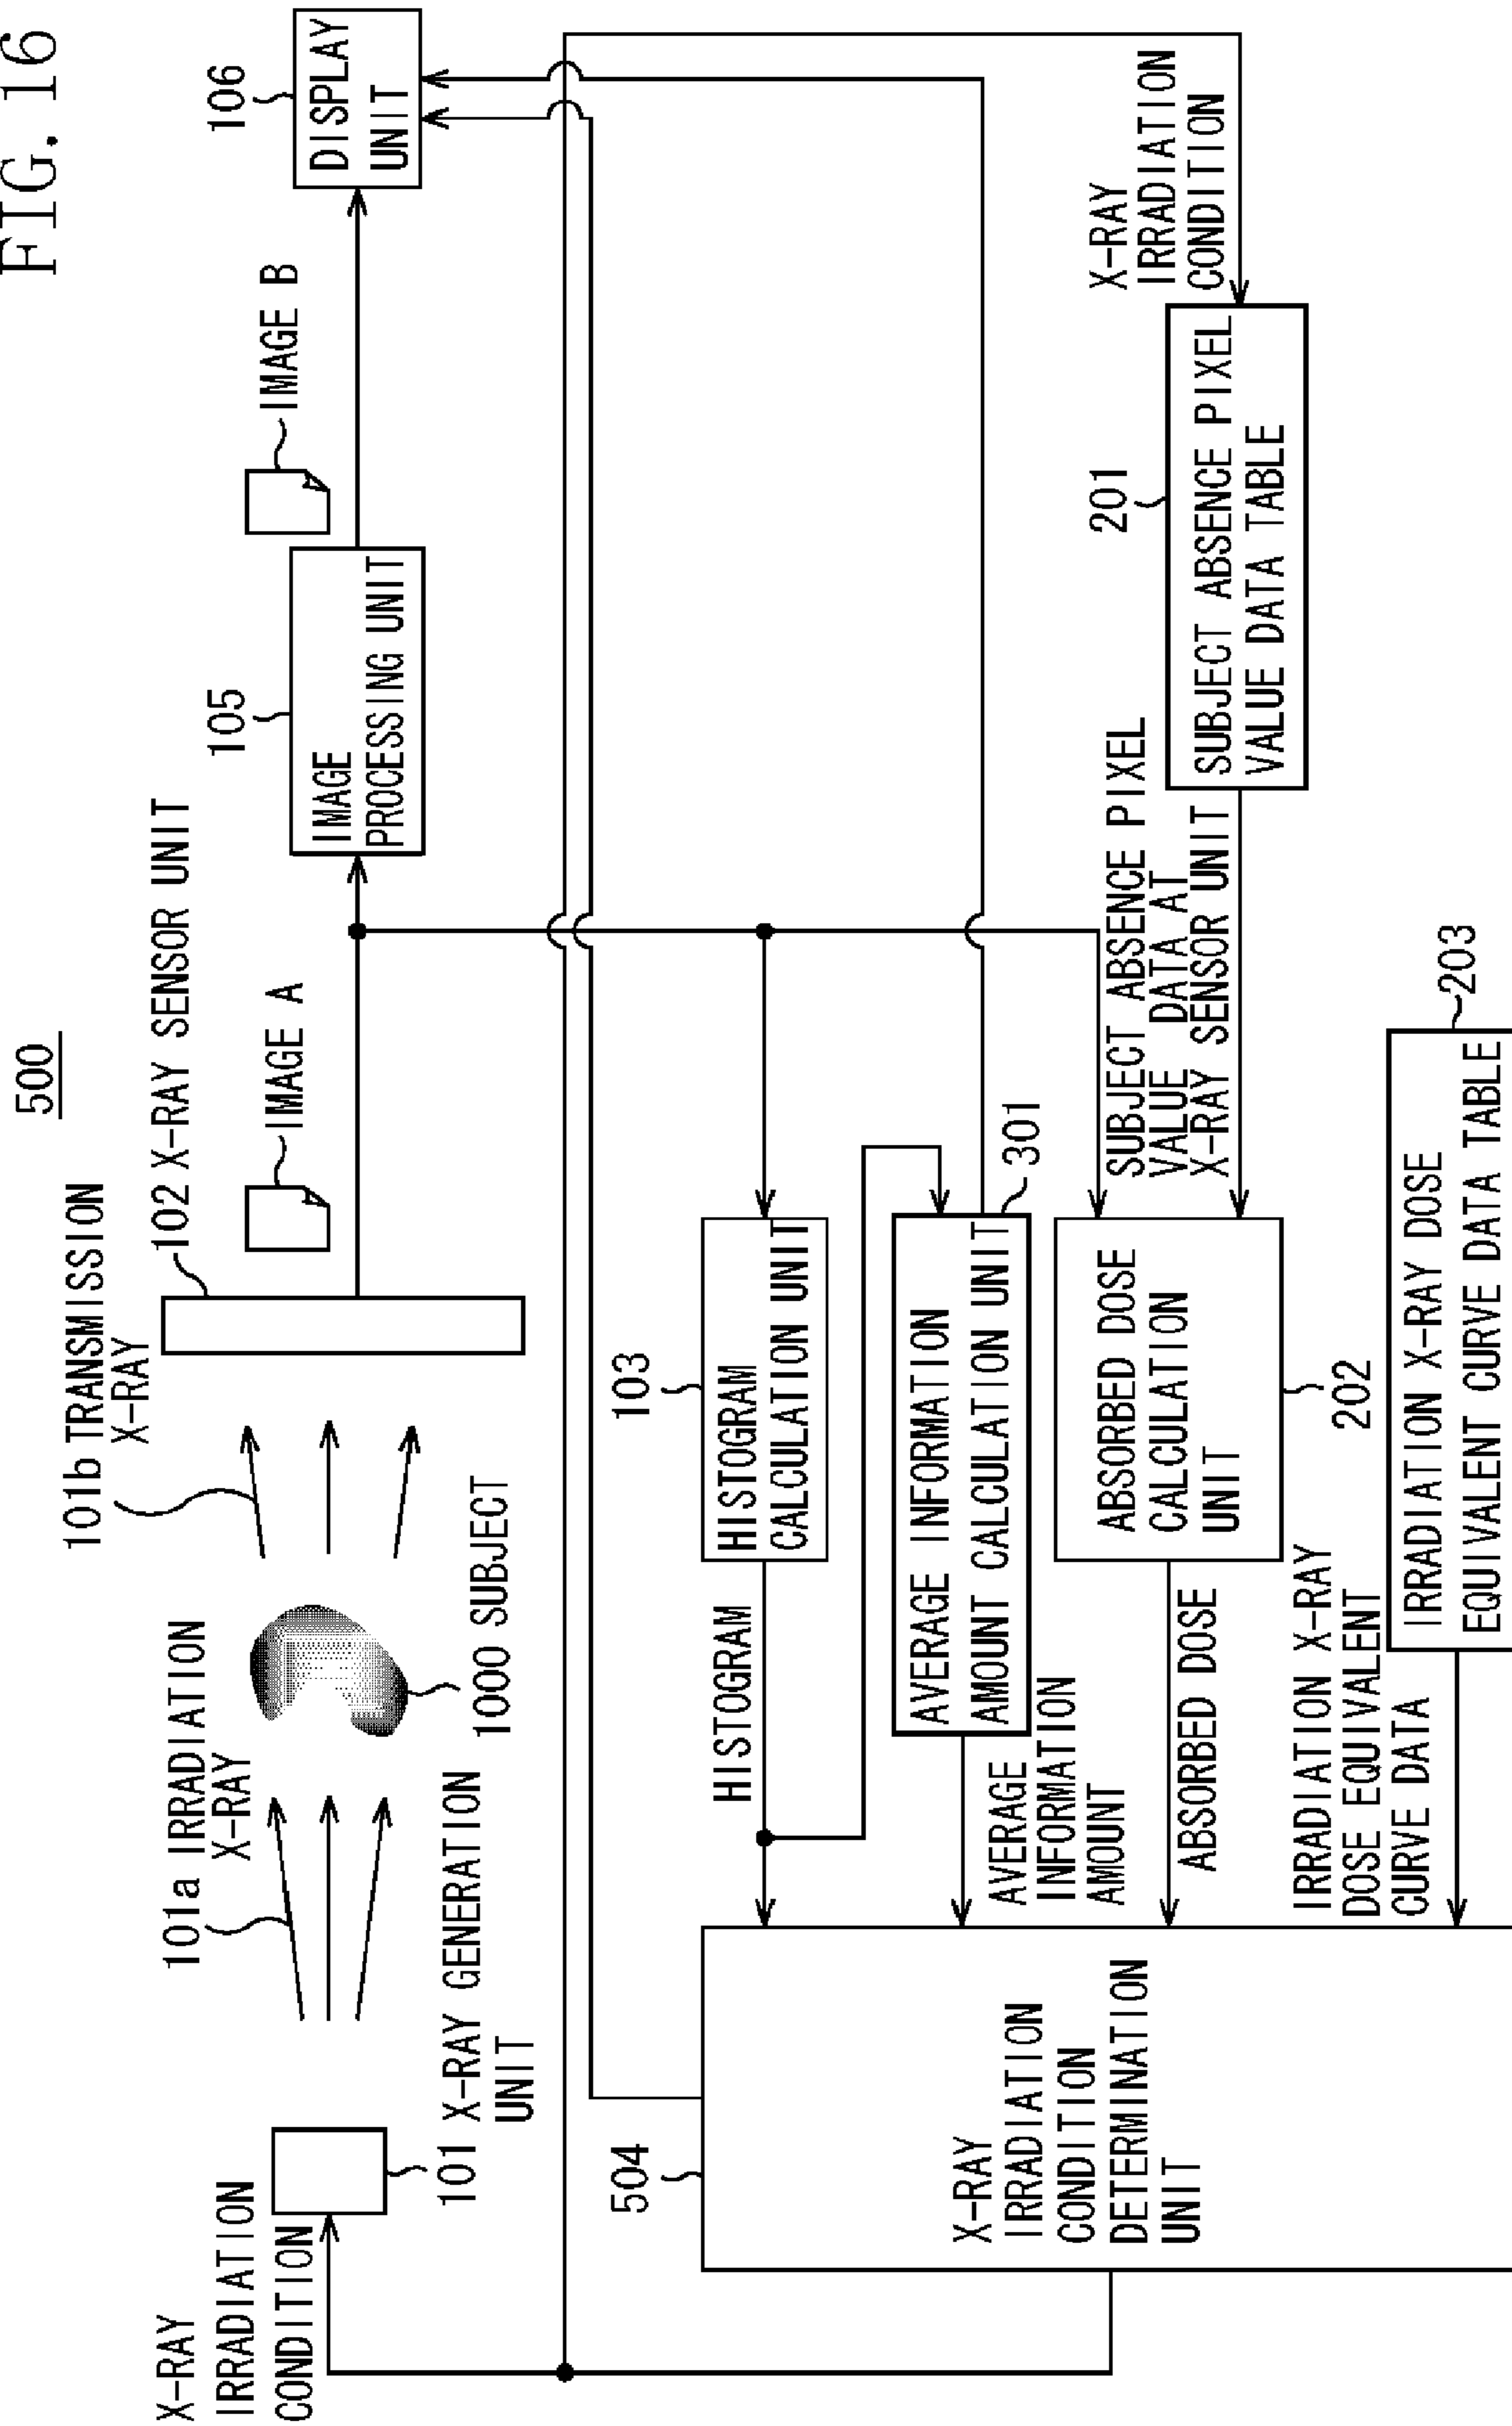 FIG. 16
500
X-RAY
IRRADIATION
CONDITION
101 X-RAY GENERATION
UNIT
101a IRRADIATION
X-RAY
1000 SUBJECT
101b TRANSMISSION
X-RAY
102 X-RAY SENSOR UNIT
IMAGE A
105
IMAGE
PROCESSING UNIT
IMAGE B
106
DISPLAY
UNIT
504
X-RAY
IRRADIATION
CONDITION
DETERMINATION
UNIT
HISTOGRAM
103
HISTOGRAM
CALCULATION UNIT
AVERAGE
INFORMATION
AMOUNT
AVERAGE INFORMATION
AMOUNT CALCULATION UNIT
301
ABSORBED DOSE
ABSORBED DOSE
CALCULATION
UNIT
202
SUBJECT ABSENCE PIXEL
VALUE DATA AT
X-RAY SENSOR UNIT
201
SUBJECT ABSENCE PIXEL
VALUE DATA TABLE
X-RAY
IRRADIATION
CONDITION
IRRADIATION X-RAY
DOSE EQUIVALENT
CURVE DATA
IRRADIATION X-RAY DOSE
EQUIVALENT CURVE DATA TABLE
203